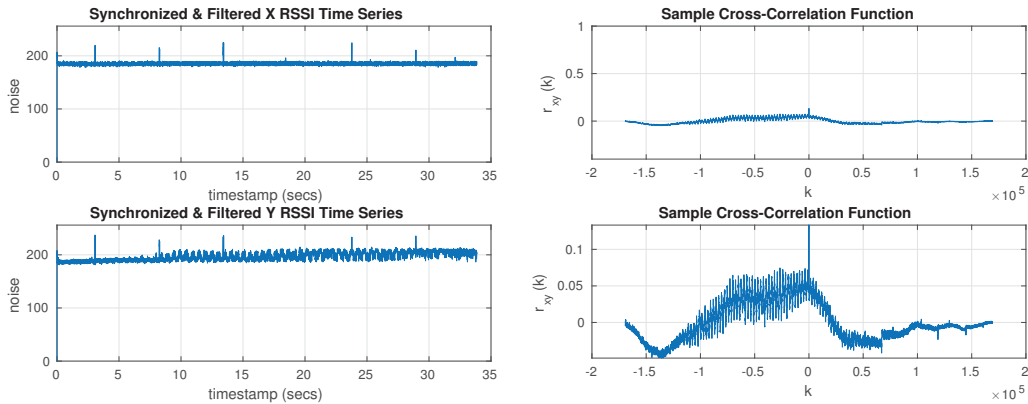 Synchronized & Filtered X RSSI Time Series
200
100
0
noise
0 5 10 15 20 25 30 35
timestamp (secs)
Sample Cross-Correlation Function
1
0.5
0
r xy (k)
-2 -1.5 -1 -0.5 0 0.5 1 1.5 2
k
× 10 5
Synchronized & Filtered Y RSSI Time Series
200
100
0
noise
0 5 10 15 20 25 30 35
timestamp (secs)
Sample Cross-Correlation Function
0.1
0.05
0
r xy (k)
-2 -1.5 -1 -0.5 0 0.5 1 1.5 2
k
× 10 5